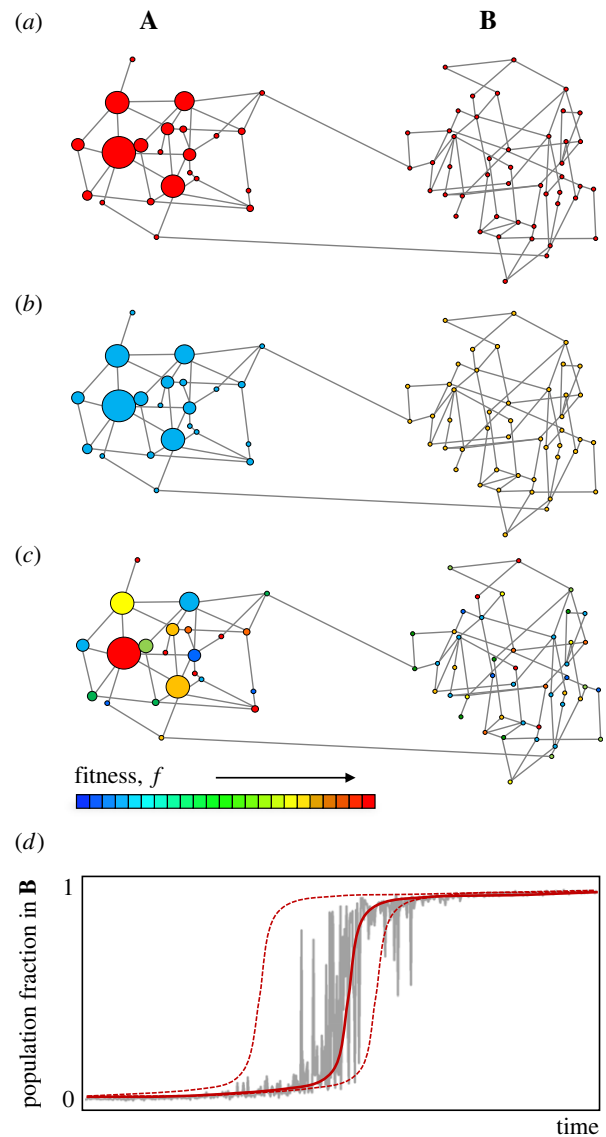 (a) A B
(b)
(c)
fitness, f
(d)
1
population fraction in B
0
time